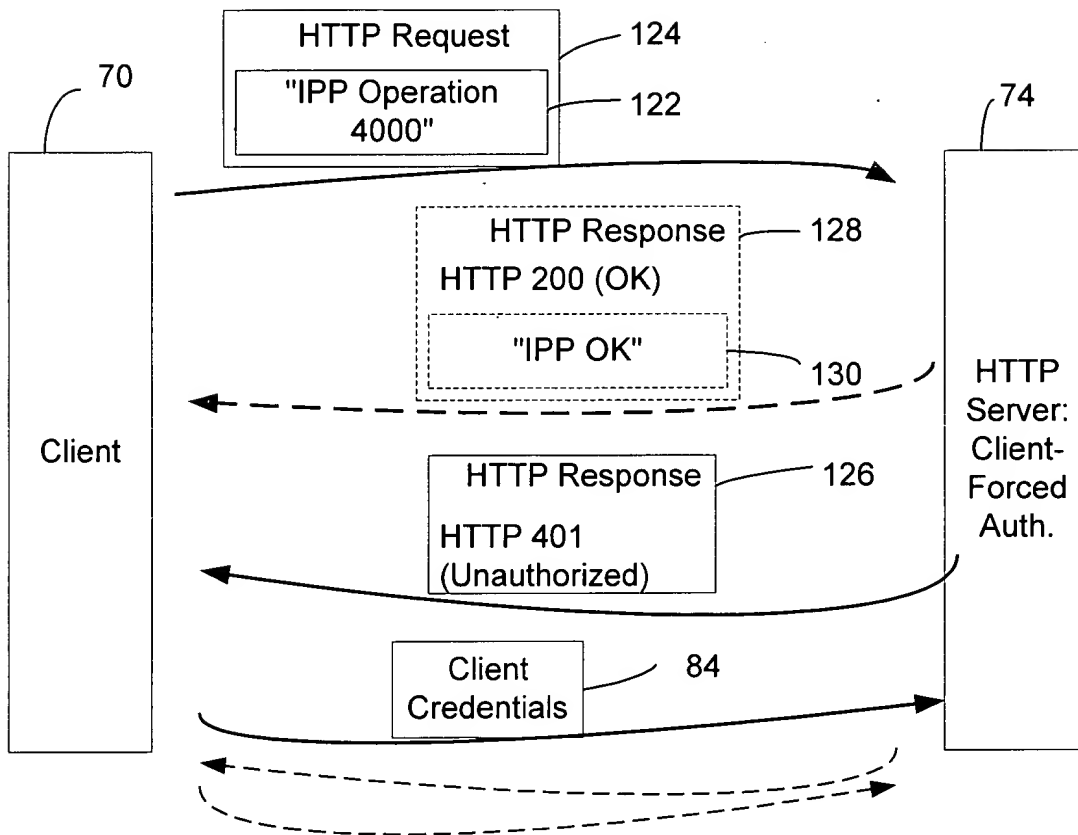 HTTP Request
124
"IPP Operation
4000"
122
70
74
HTTP Response
128
HTTP 200 (OK)
"IPP OK"
130
Client
HTTP
Server:
Client-
Forced
Auth.
HTTP Response
126
HTTP 401
(Unauthorized)
Client
Credentials
84